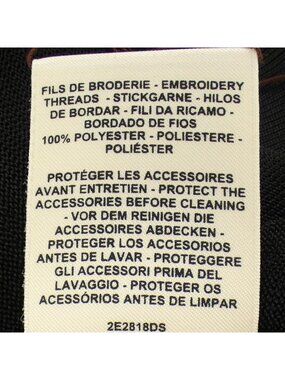 FILS DE BRODERIE - EMBROIDERY
THREADS - STICKGARNE - HILOS
DE BORDAR - FILI DA RICAMO -
BORDADO DE FIOS
100% POLYESTER - POLIESTERE -
POLIÉSTER
PROTÉGER LES ACCESSOIRES
AVANT ENTRETIEN - PROTECT THE
ACCESSORIES BEFORE CLEANING
- VOR DEM REINIGEN DIE
ACCESSOIRES ABDECKEN -
PROTEGER LOS ACCESORIOS
ANTES DE LAVAR - PROTEGGERE
GLI ACCESSORI PRIMA DEL
LAVAGGIO - PROTEGER OS
ACESSÓRIOS ANTES DE LIMPAR
2E2818DS